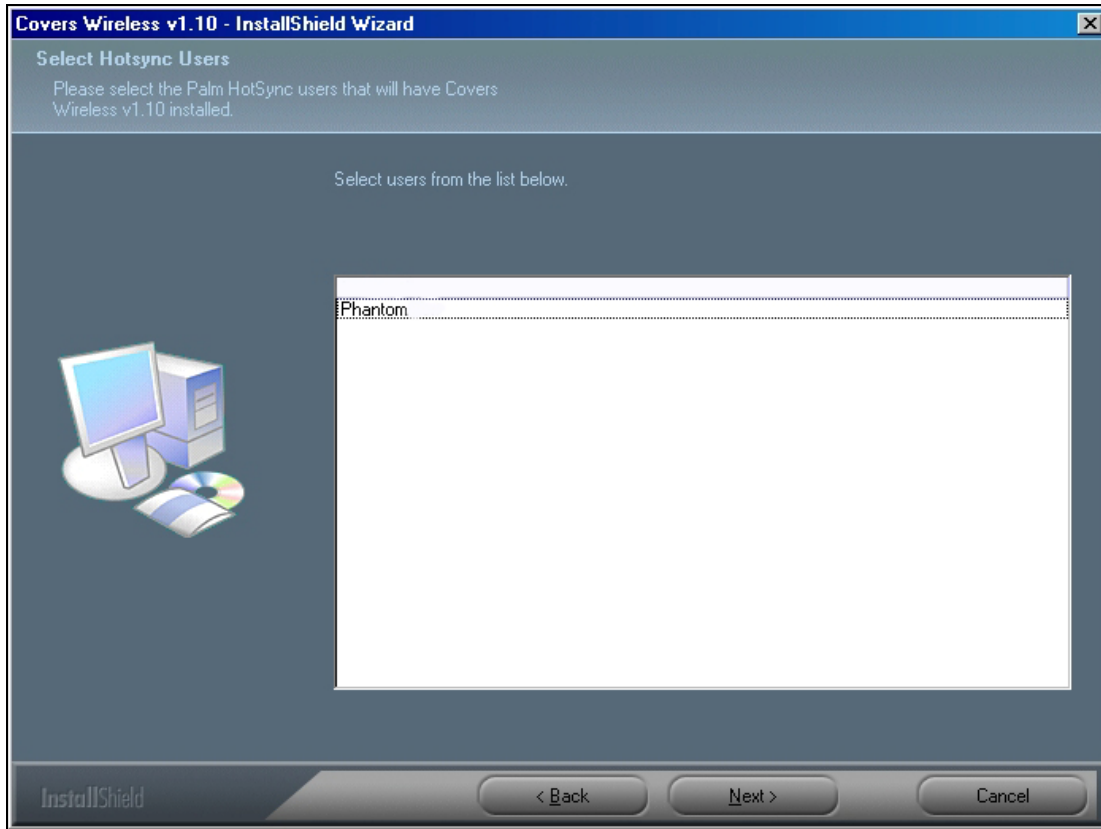 Covers Wireless v1.10 - InstallShield Wizard
Select Hotsync Users
Please select the Palm HotSync users that will have Covers
Wireless v1.10 installed.
Select users from the list below.
Phantom
InstallShield
< Back
Next >
Cancel